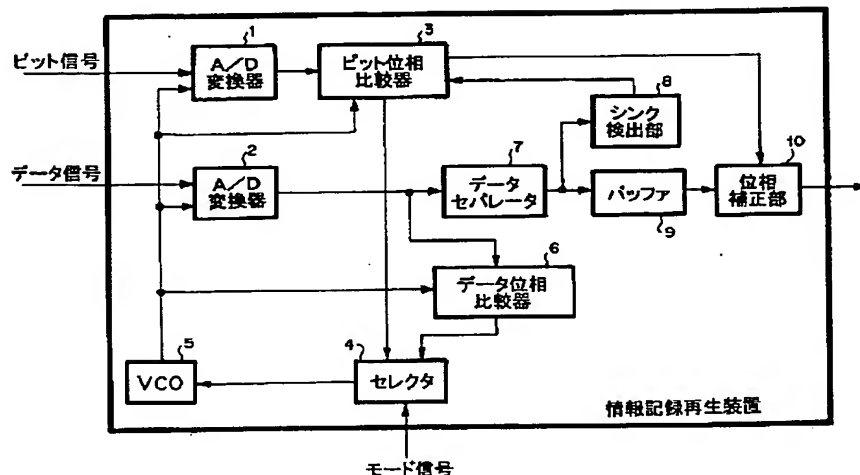 1
3
ピット信号
A/D
変換器
ピット位相
比較器
8
シンク
検出部
2
7
10
データ信号
A/D
変換器
データ
セパレータ
バッファ
位相
補正部
9
6
データ位相
比較器
5
4
VCO
セレクタ
情報記録再生装置
モード信号